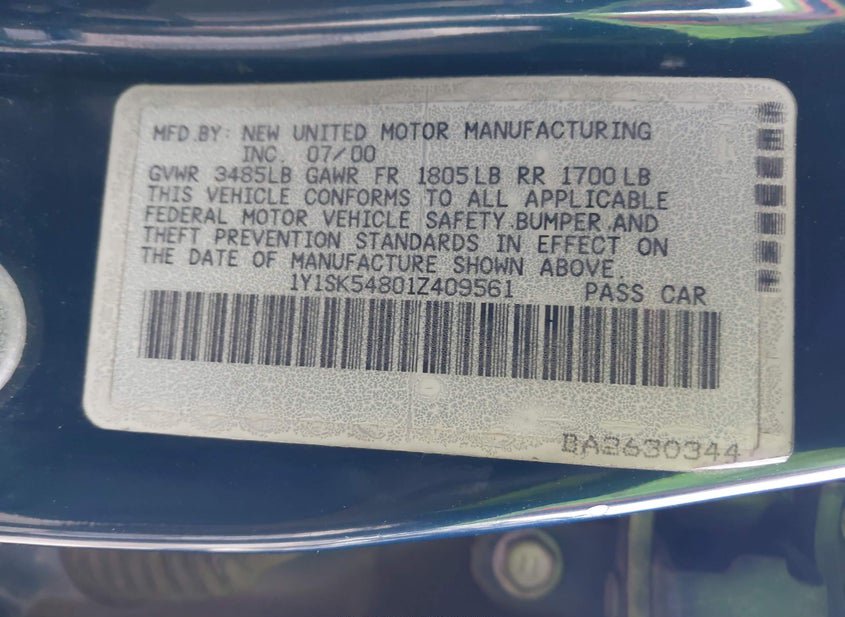 MFD.BY: NEW UNITED MOTOR MANUFACTURING
INC. 07/00
GVWR 3485LB GAWR FR 1805LB RR 1700LB
THIS VEHICLE CONFORMS TO ALL APPLICABLE
FEDERAL MOTOR VEHICLE SAFETY.BUMPER.AND
THEFT PREVENTION STANDARDS IN EFFECT ON
THE DATE OF MANUFACTURE SHOWN ABOVE.
1Y1SK54801Z409561 PASS CAR
BA2630344